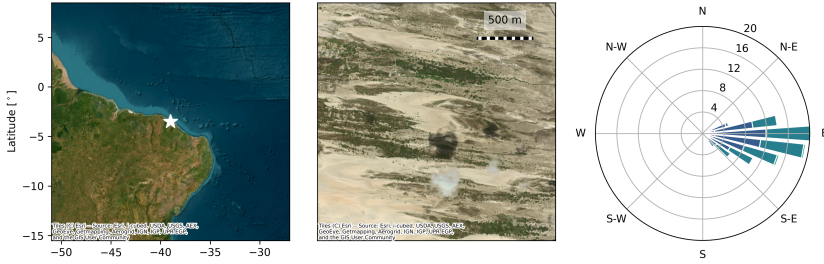 Latitude [°]
5
0
−5
−10
−15
−50
−45
−40
−35
−30
Tiles (C) Esri -- Source: Esri, i-cubed, USDA, USGS, AEX,
GeoEye, Getmapping, Aerogrid, IGN, IGP, UPR-EGP,
and the GIS User Community
500 m
Tiles (C) Esri -- Source: Esri, i-cubed, USDA, USGS, AEX,
GeoEye, Getmapping, Aerogrid, IGN, IGP, UPR-EGP,
and the GIS User Community
N
N-W
N-E
W
E
S-W
S-E
S
4
8
12
16
20